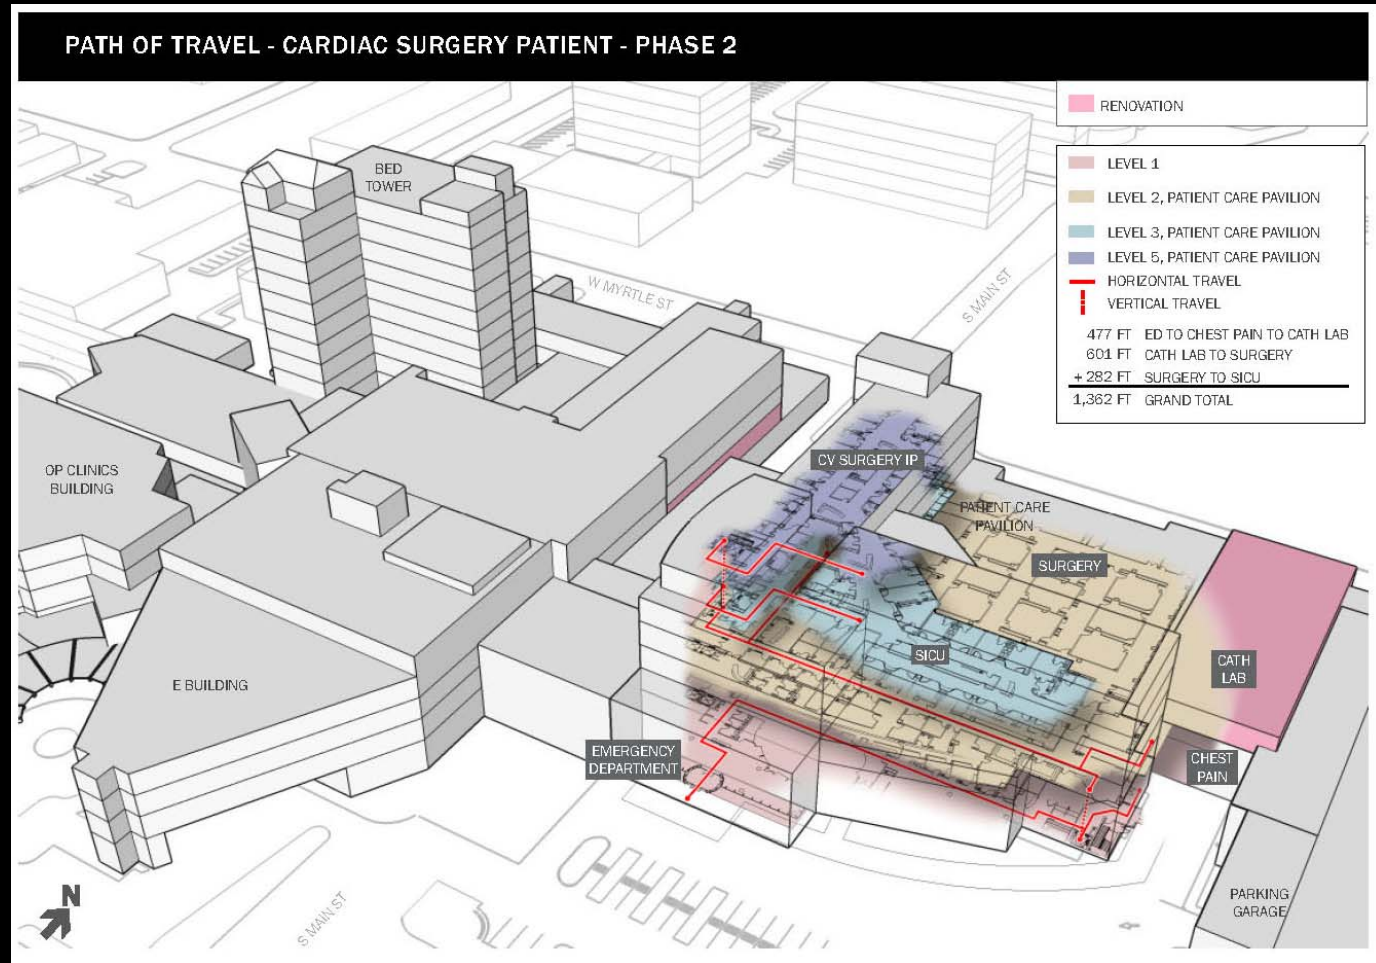 PATH OF TRAVEL - CARDIAC SURGERY PATIENT - PHASE 2
RENOVATION
LEVEL 1
LEVEL 2, PATIENT CARE PAVILION
LEVEL 3, PATIENT CARE PAVILION
LEVEL 5, PATIENT CARE PAVILION
HORIZONTAL TRAVEL
VERTICAL TRAVEL
477 FT ED TO CHEST PAIN TO CATH LAB
601 FT CATH LAB TO SURGERY
+ 282 FT SURGERY TO SICU
1,362 FT GRAND TOTAL
BED
TOWER
W MYRTLE ST
S MAIN ST
OP CLINICS
BUILDING
CV SURGERY IP
PATIENT CARE
PAVILION
SURGERY
SICU
CATH
LAB
E BUILDING
EMERGENCY
DEPARTMENT
CHEST
PAIN
PARKING
GARAGE
N
S MAIN ST